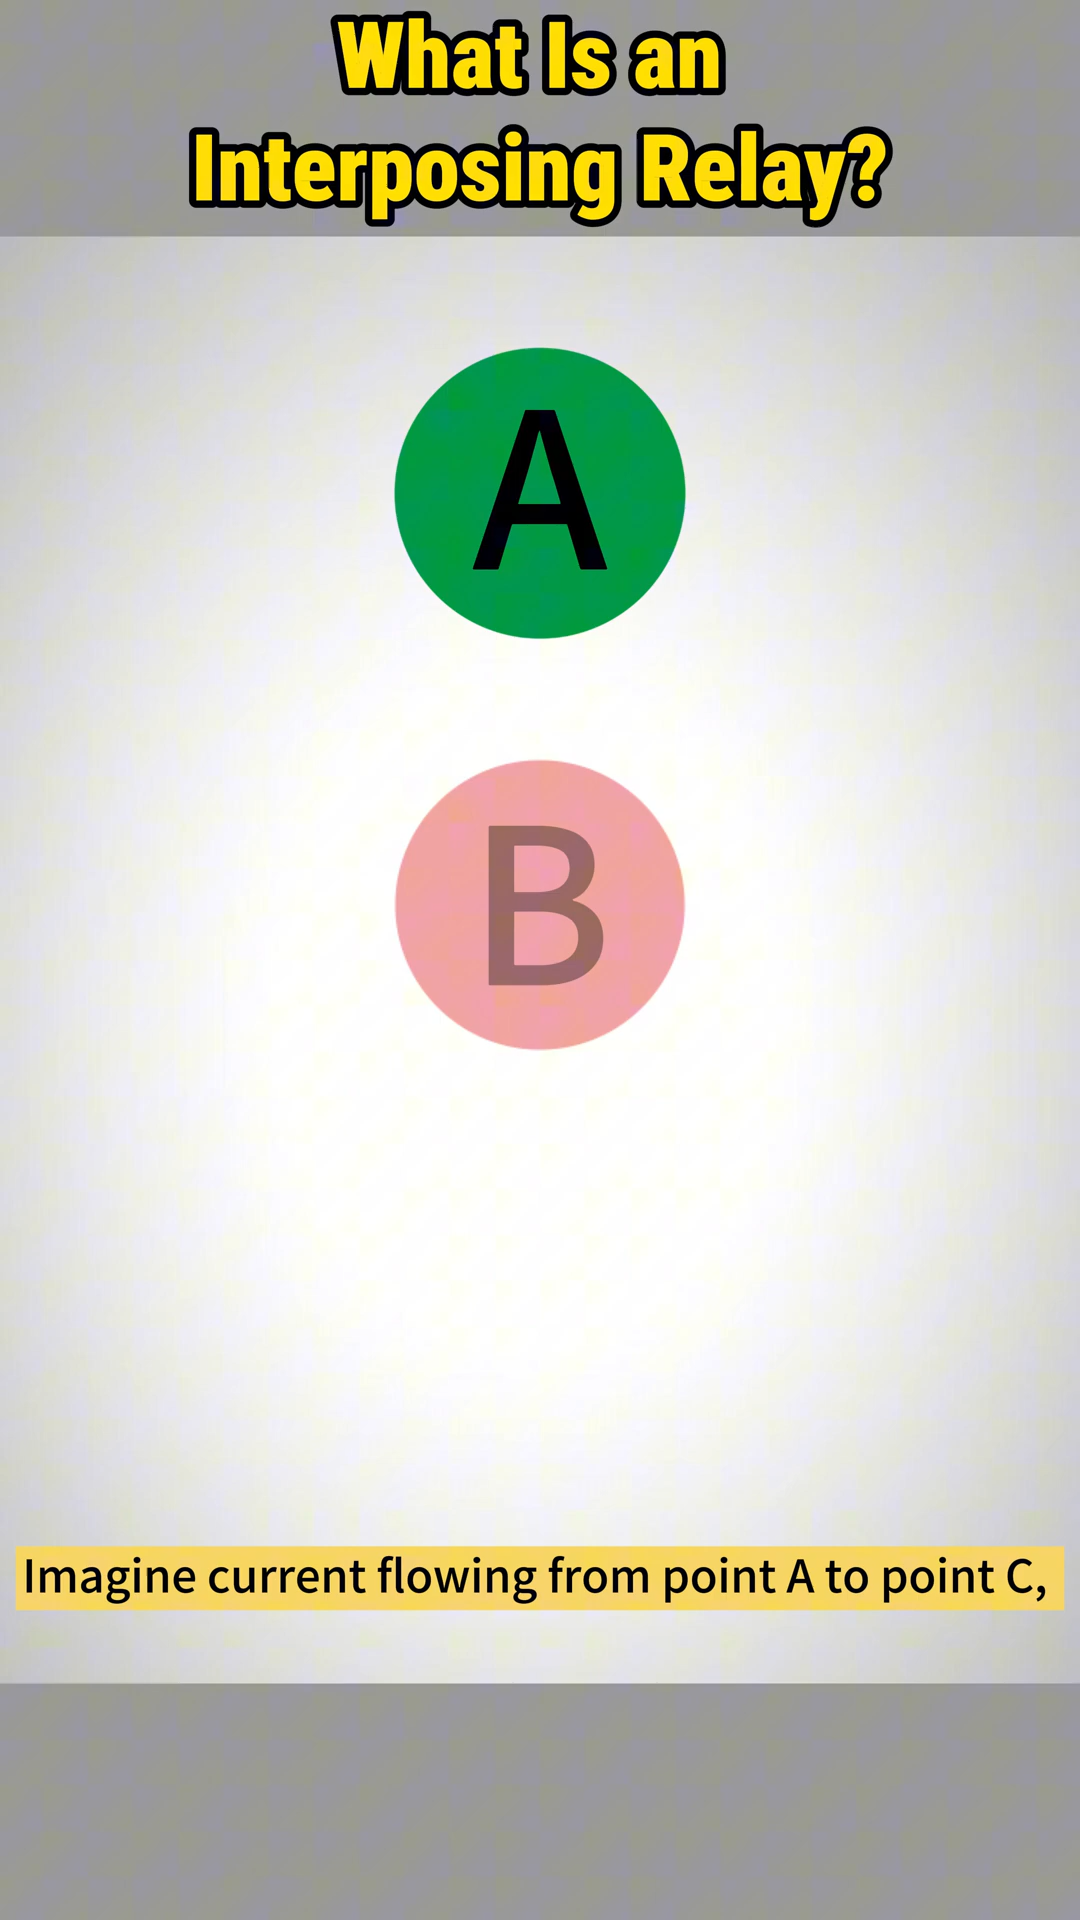 What Is an
Interposing Relay?
A
B
Imagine current flowing from point A to point C,